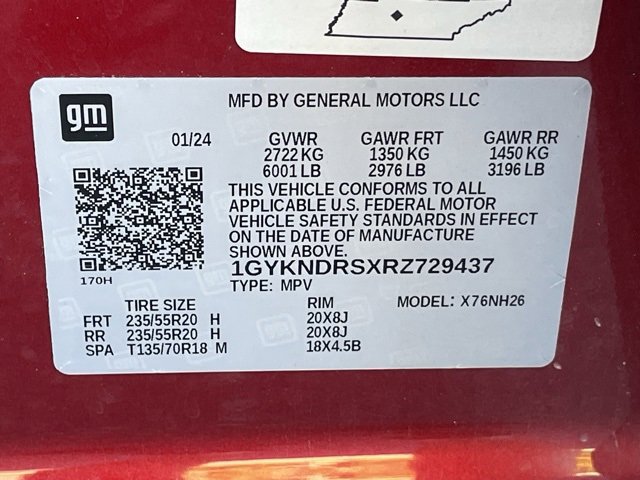 gm
MFD BY GENERAL MOTORS LLC
01/24 GVWR GAWR FRT GAWR RR
2722 KG 1350 KG 1450 KG
6001 LB 2976 LB 3196 LB
THIS VEHICLE CONFORMS TO ALL
APPLICABLE U.S. FEDERAL MOTOR
VEHICLE SAFETY STANDARDS IN EFFECT
ON THE DATE OF MANUFACTURE
SHOWN ABOVE.
1GYKNDRSXRZ729437
170H
TYPE: MPV
TIRE SIZE RIM MODEL: X76NH26
FRT 235/55R20 H 20X8J
RR 235/55R20 H 20X8J
SPA T135/70R18 M 18X4.5B